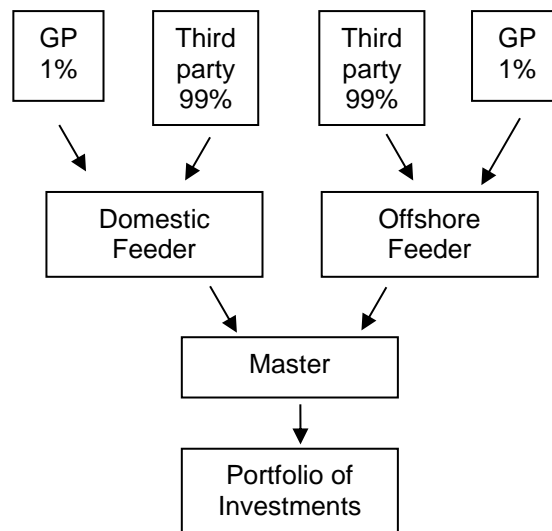 GP
1%
Third
party
99%
Third
party
99%
GP
1%
Domestic
Feeder
Offshore
Feeder
Master
Portfolio of
Investments